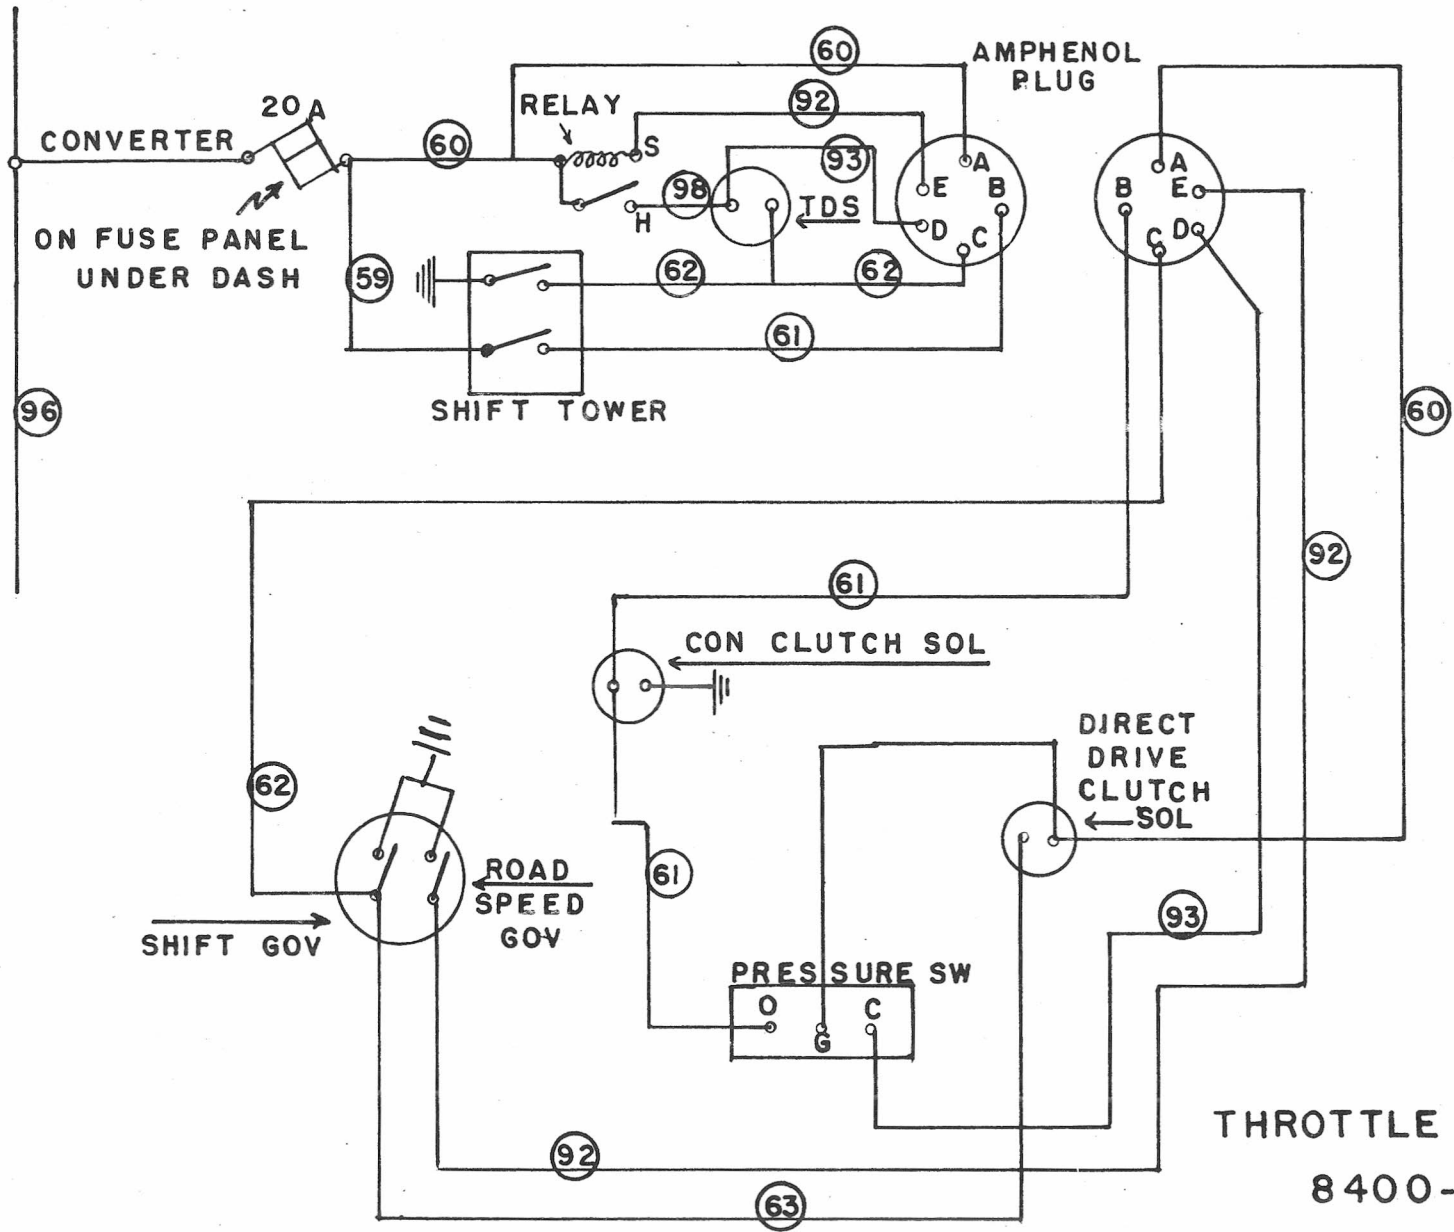 60
AMPHENOL
PLUG
20A
RELAY
92
CONVERTER
60
S
93
A
A
E
B
B
E
98
TDS
H
D
C
C
D
ON FUSE PANEL
UNDER DASH
59
62
62
61
SHIFT TOWER
96
60
92
61
CON CLUTCH SOL
DIRECT
DRIVE
CLUTCH
SOL
62
61
ROAD
SPEED
GOV
SHIFT GOV
93
PRESSURE SW
O
G
C
THROTTLE
8400-
92
63